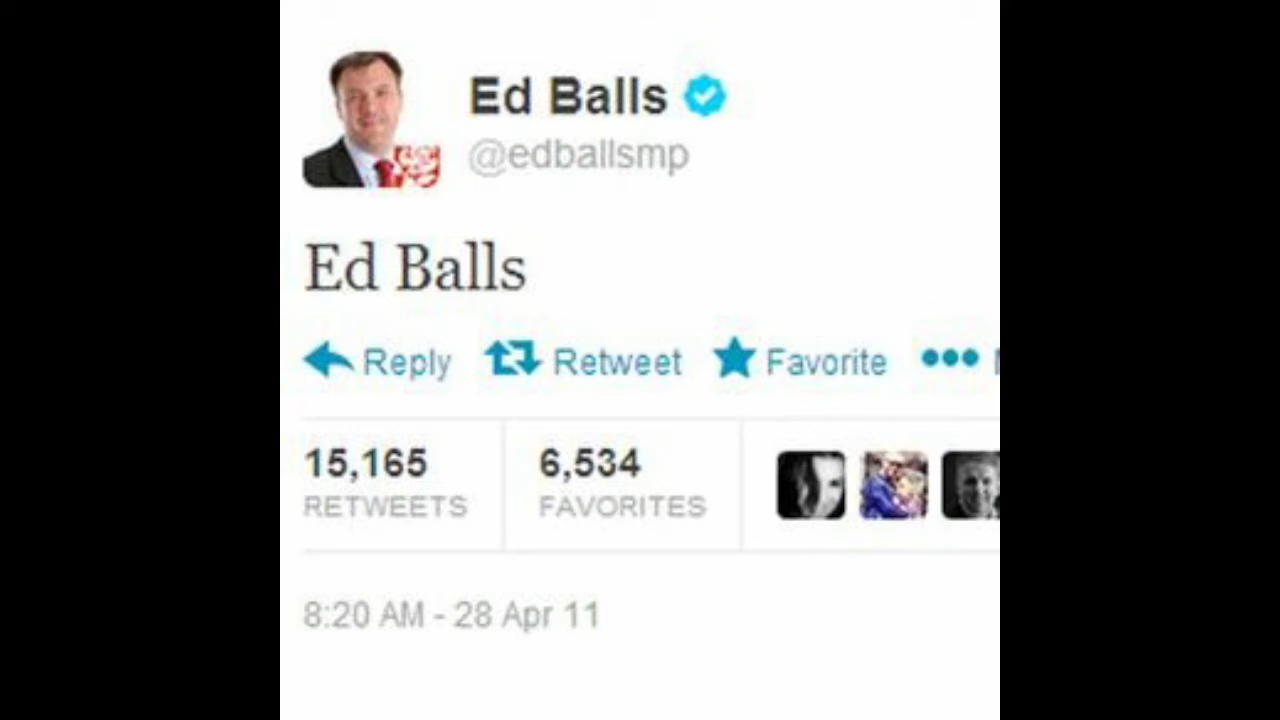 Ed Balls
@edballsmp
Ed Balls
Reply Retweet Favorite
15,165 6,534
RETWEETS FAVORITES
8:20 AM - 28 Apr 11